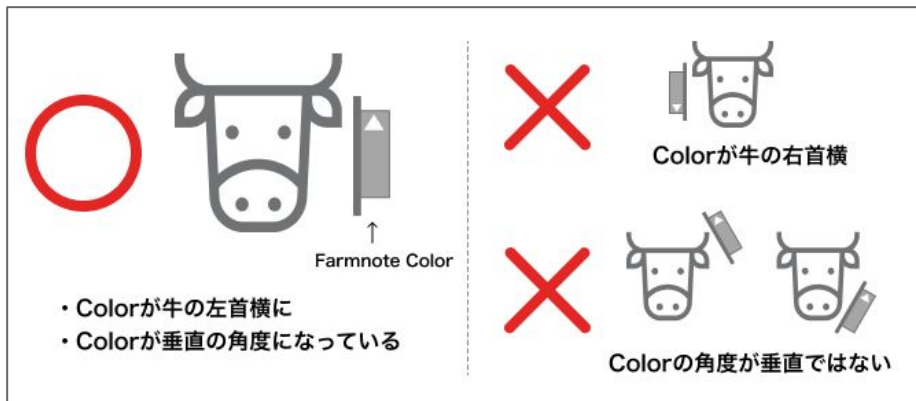 ↑
Farmnote Color
・Colorが牛の左首横に
・Colorが垂直の角度になっている
Colorが牛の右首横
Colorの角度が垂直ではない